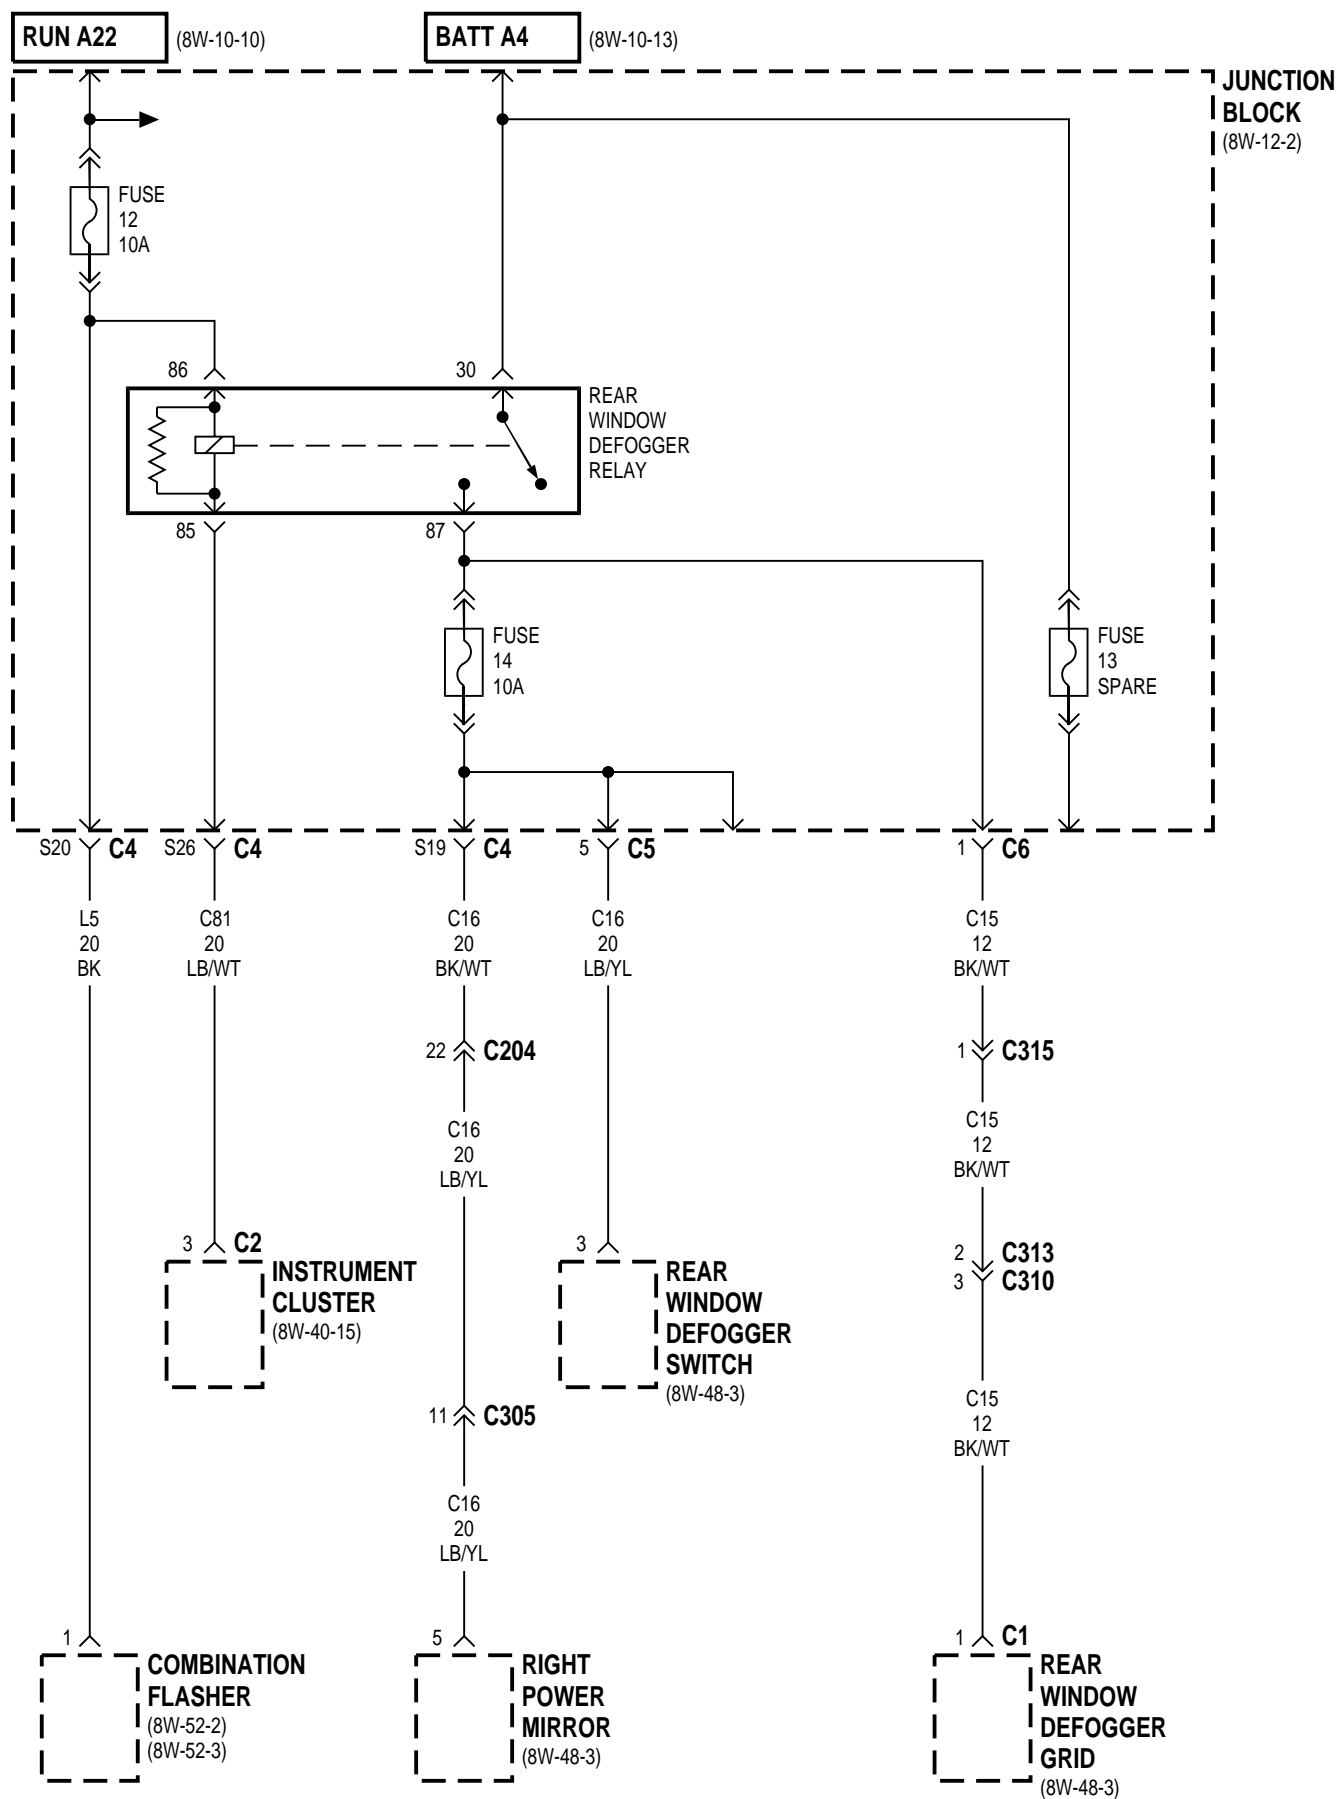 RUN A22 (8W-10-10)
BATT A4 (8W-10-13)
JUNCTION
BLOCK
(8W-12-2)
FUSE
12
10A
86
30
REAR
WINDOW
DEFOGGER
RELAY
85
87
FUSE
14
10A
FUSE
13
SPARE
S20 C4
S26 C4
S19 C4
5 C5
1 C6
L5
20
BK
C81
20
LB/WT
C16
20
BK/WT
C16
20
LB/YL
C15
12
BK/WT
22 C204
1 C315
C16
20
LB/YL
C15
12
BK/WT
3 C2
INSTRUMENT
CLUSTER
(8W-40-15)
3
REAR
WINDOW
DEFOGGER
SWITCH
(8W-48-3)
2 C313
3 C310
11 C305
C15
12
BK/WT
C16
20
LB/YL
1
COMBINATION
FLASHER
(8W-52-2)
(8W-52-3)
5
RIGHT
POWER
MIRROR
(8W-48-3)
1 C1
REAR
WINDOW
DEFOGGER
GRID
(8W-48-3)